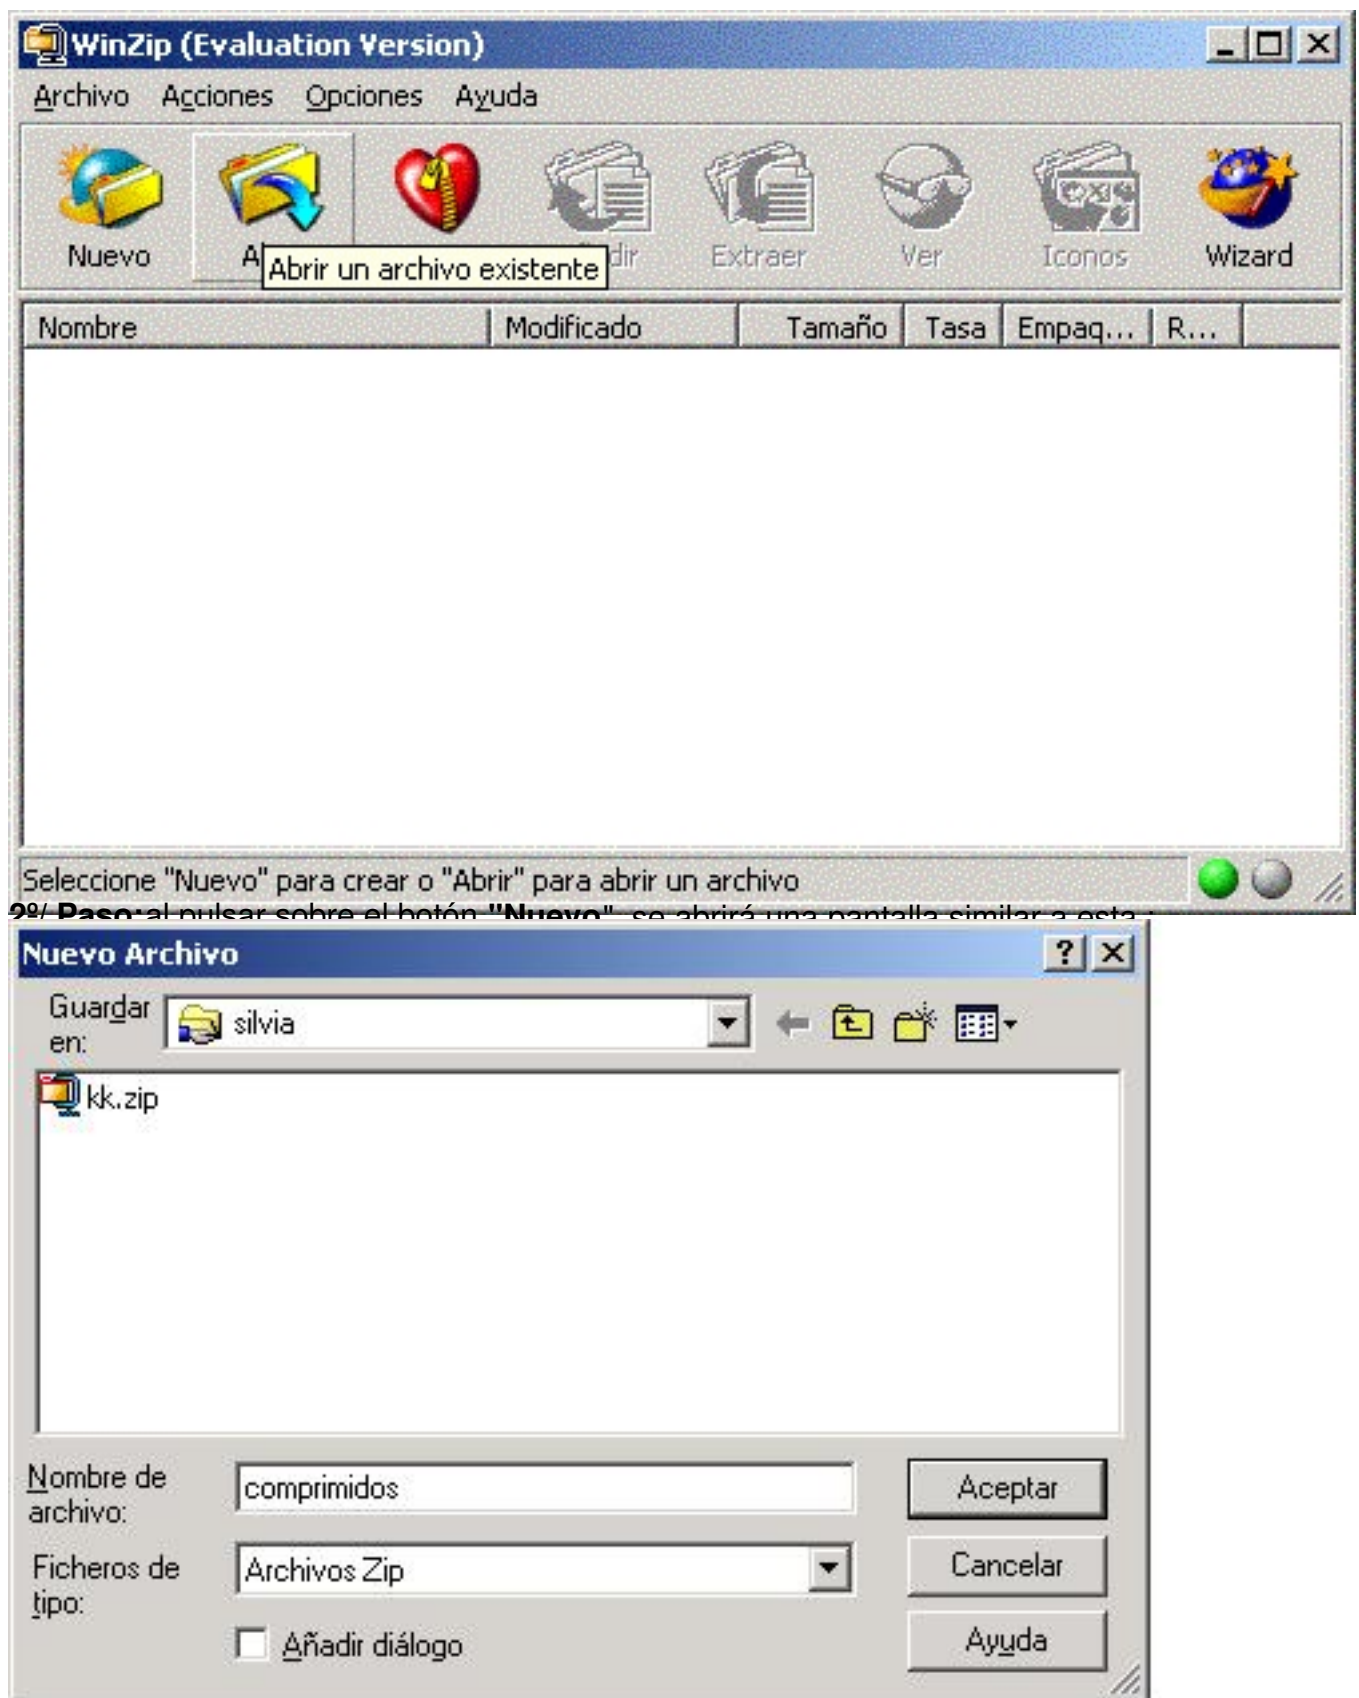 WinZip (Evaluation Version)
Archivo Acciones Opciones Ayuda
Nuevo
Abrir un archivo existente
Extraer Ver Iconos Wizard
Nombre Modificado Tamaño Tasa Empaq... R...
Seleccione "Nuevo" para crear o "Abrir" para abrir un archivo
2º/ Paso: al pulsar sobre el botón "Nuevo", se abrirá una pantalla similar a esta :
Nuevo Archivo
Guardar en: silvia
kk.zip
Nombre de archivo: comprimidos
Aceptar
Ficheros de tipo: Archivos Zip
Cancelar
Añadir diálogo
Ayuda